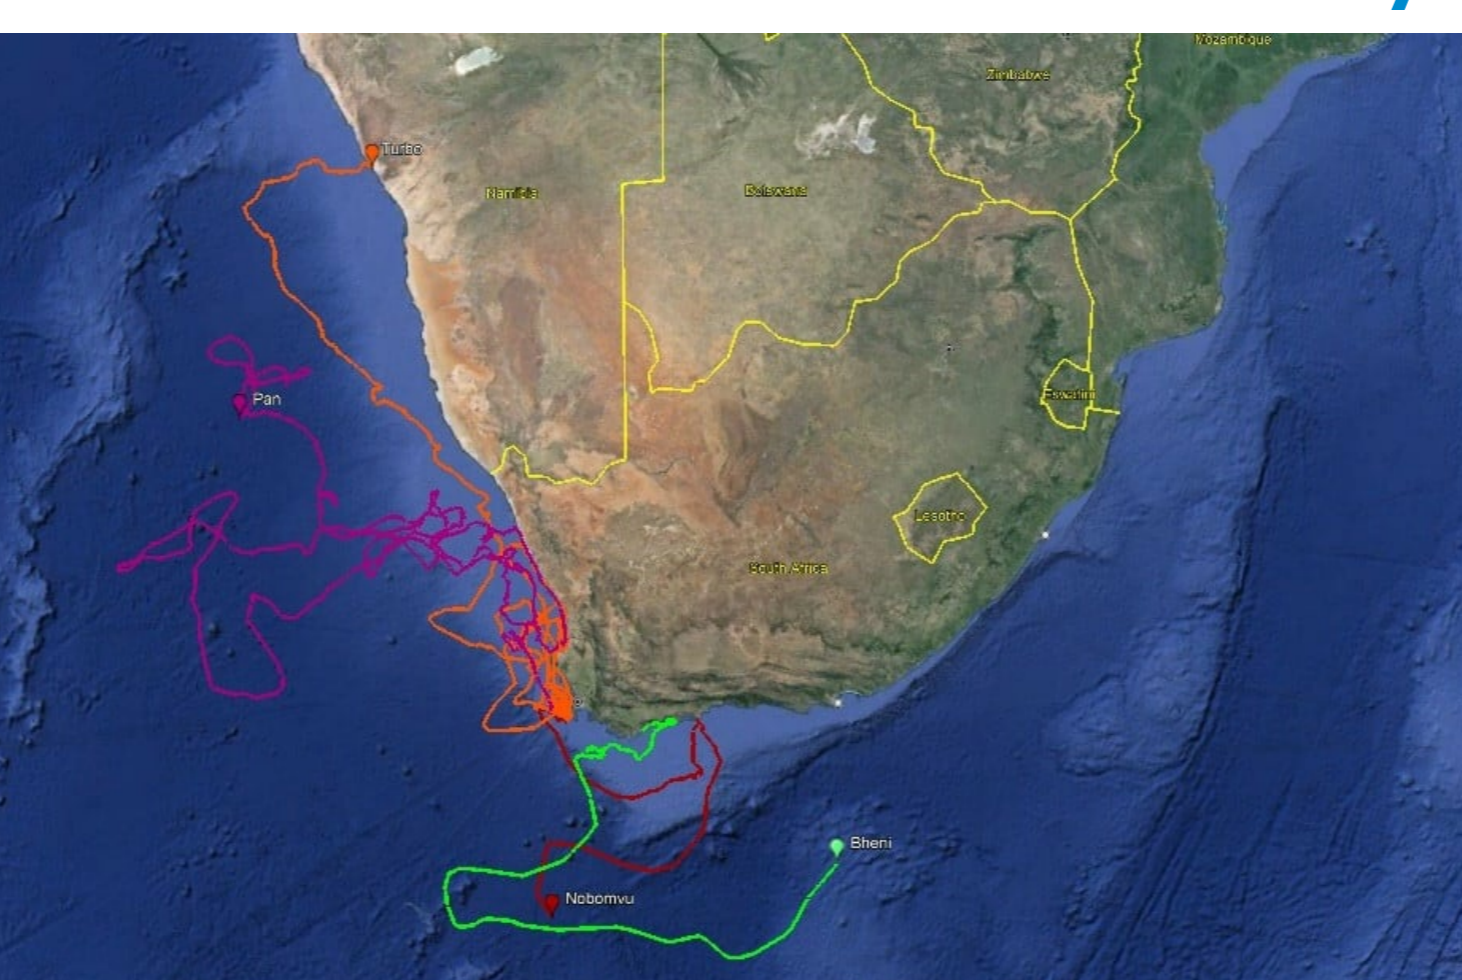 Mozambique
Zimbabwe
Turbo
Namibia
Botswana
Pan
Eswatini
Lesotho
South Africa
Bheni
Nobomvu